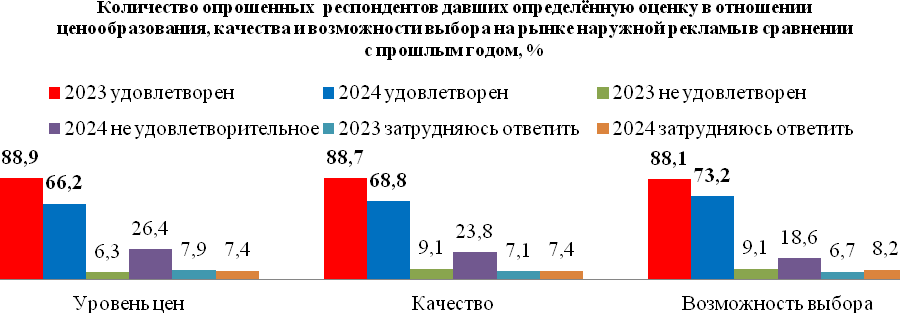 Количество опрошенных респондентов давших определённую оценку в отношении
ценообразования, качества и возможности выбора на рынке наружной рекламы в сравнении
с прошлым годом, %
2023 удовлетворен
2024 удовлетворен
2023 не удовлетворен
2024 не удовлетворительное
2023 затрудняюсь ответить
2024 затрудняюсь ответить
88,9
66,2
6,3
26,4
7,9
7,4
88,7
68,8
9,1
23,8
7,1
7,4
88,1
73,2
9,1
18,6
6,7
8,2
Уровень цен
Качество
Возможность выбора